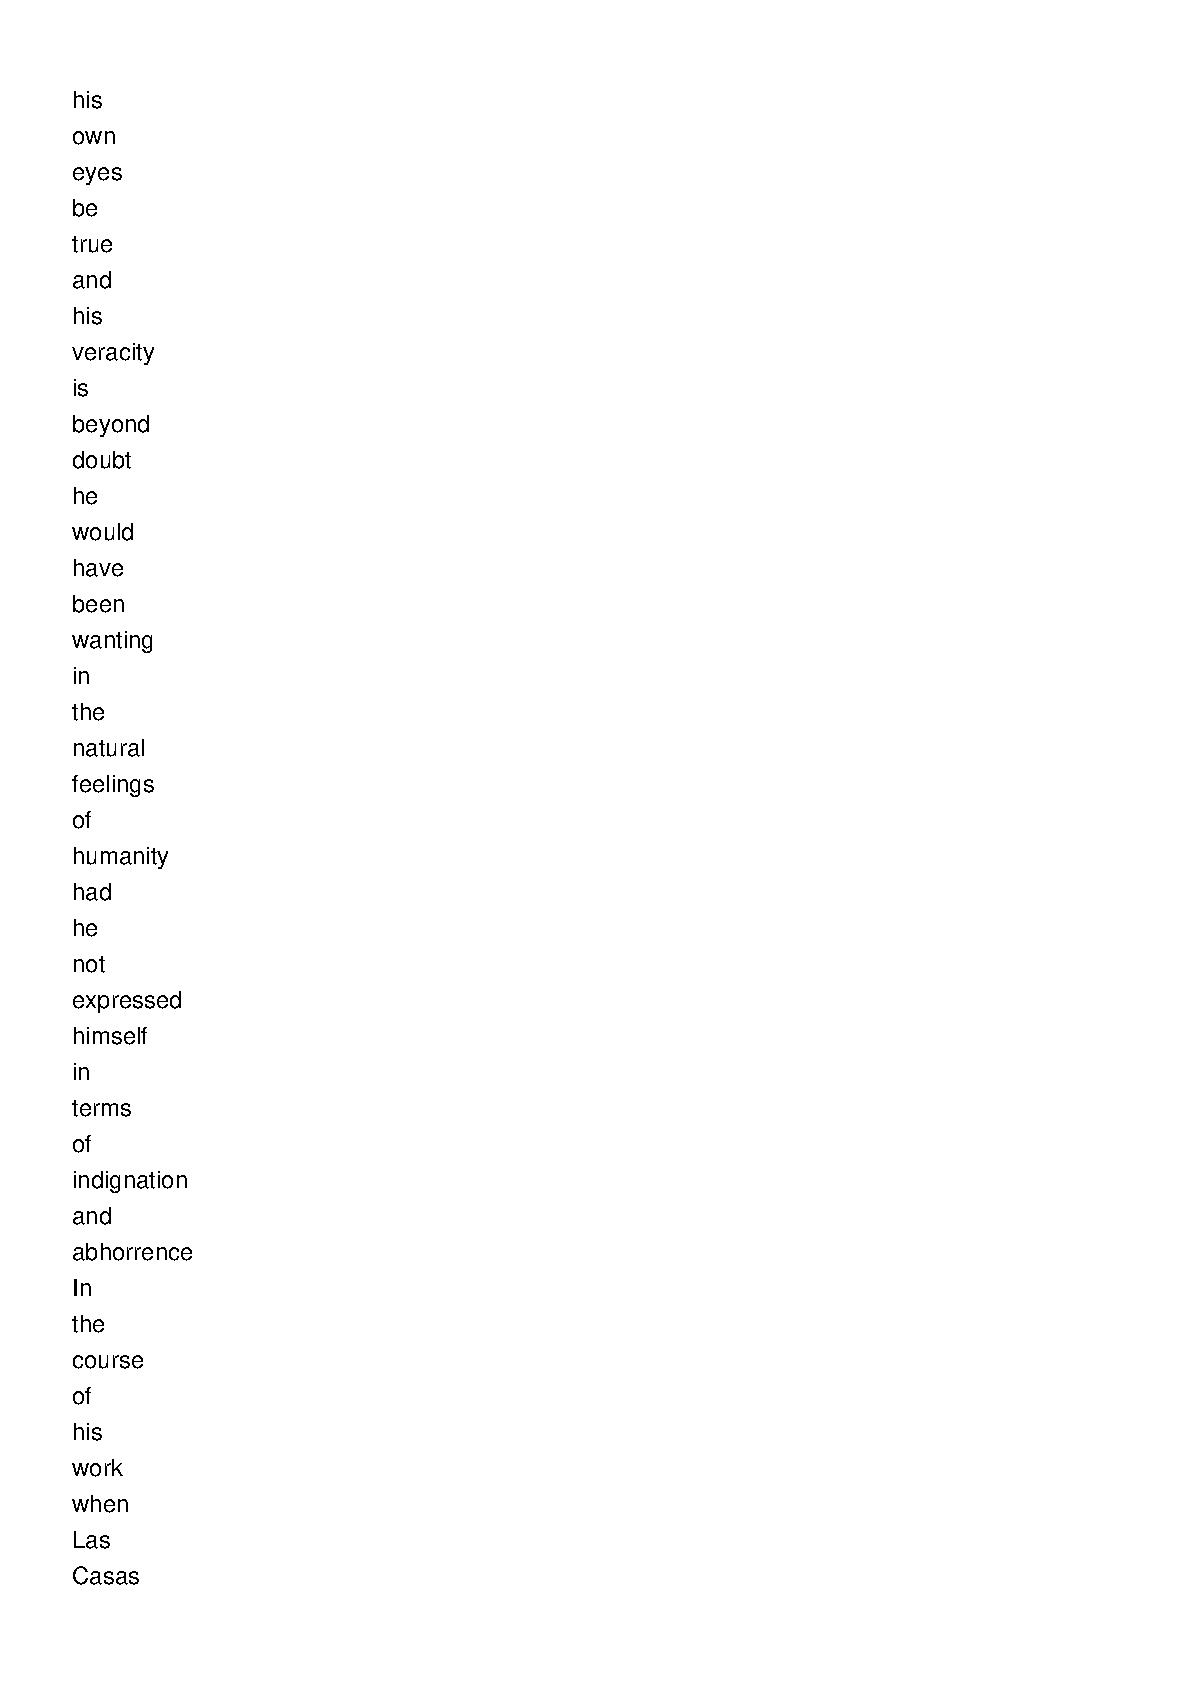 his
own
eyes
be
true
and
his
veracity
is
beyond
doubt
he
would
have
been
wanting
in
the
natural
feelings
of
humanity
had
he
not
expressed
himself
in
terms
of
indignation
and
abhorrence
In
the
course
of
his
work
when
Las
Casas